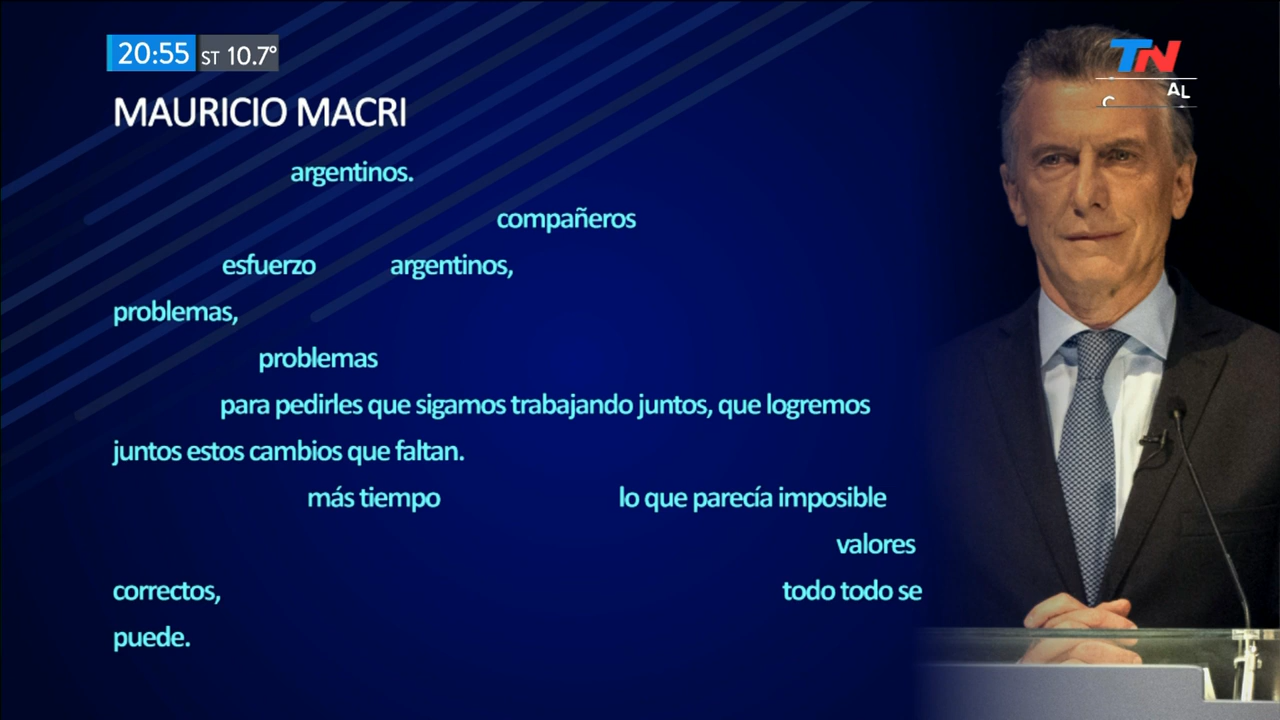 20:55 ST 10.7°
TN
AL
C
MAURICIO MACRI
argentinos.
compañeros
esfuerzo argentinos,
problemas,
problemas
para pedirles que sigamos trabajando juntos, que logremos
juntos estos cambios que faltan.
más tiempo lo que parecía imposible
valores
correctos, todo todo se
puede.